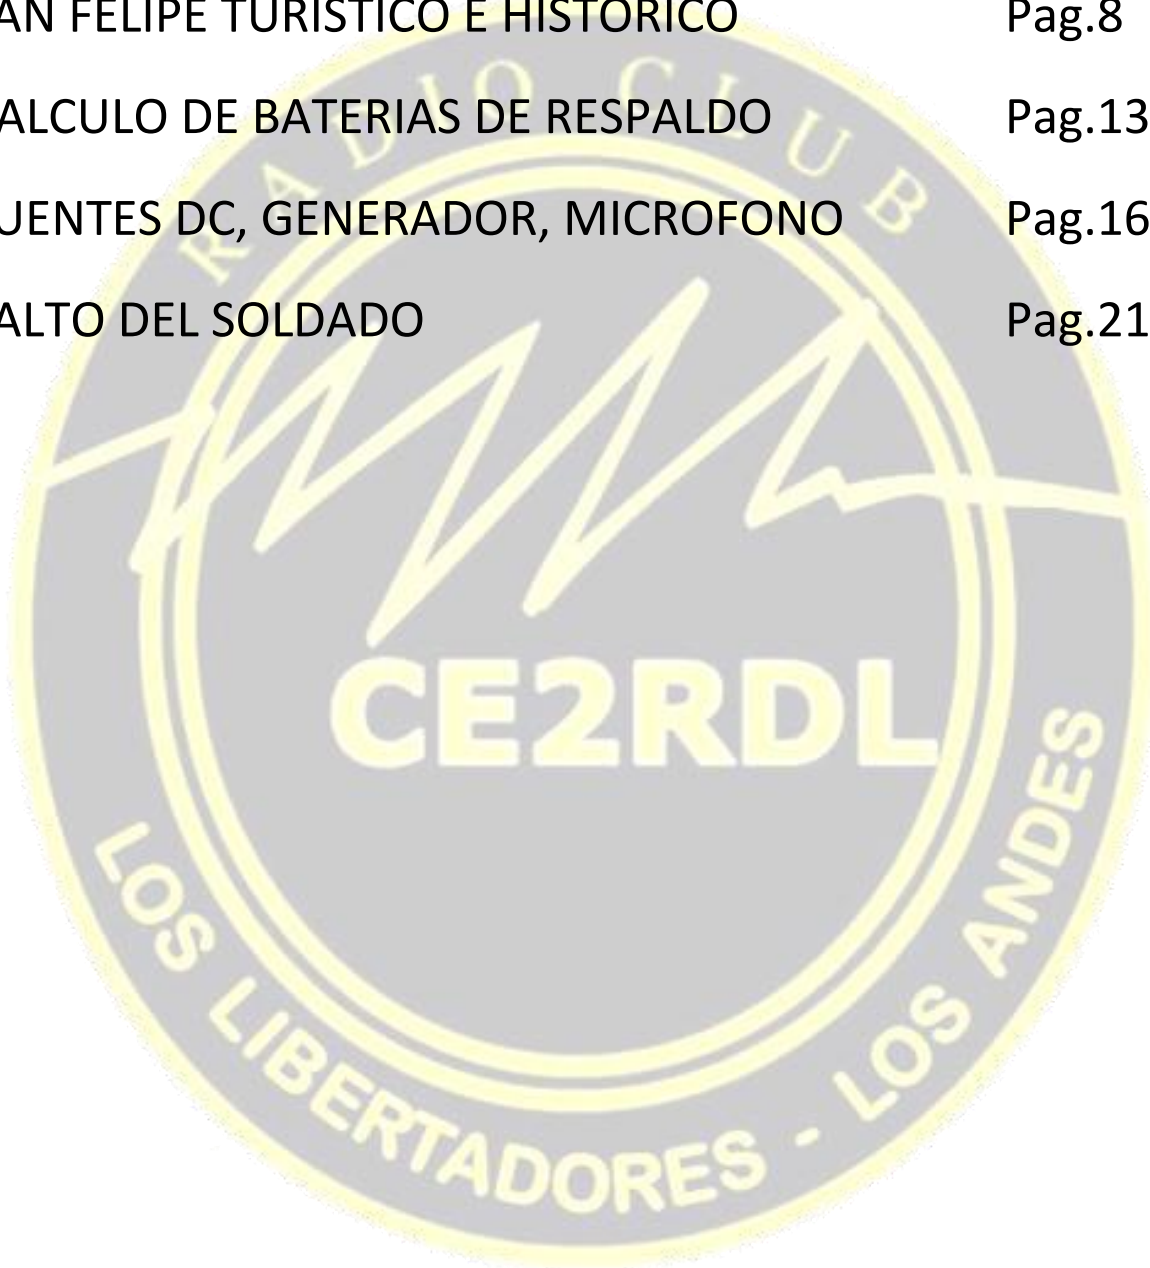 AN FELIPE TURISTICO E HISTORICO Pag.8
ALCULO DE BATERIAS DE RESPALDO Pag.13
UENTES DC, GENERADOR, MICROFONO Pag.16
ALTO DEL SOLDADO Pag.21
RADIO CLUB
CE2RDL
LOS LIBERTADORES - LOS ANDES